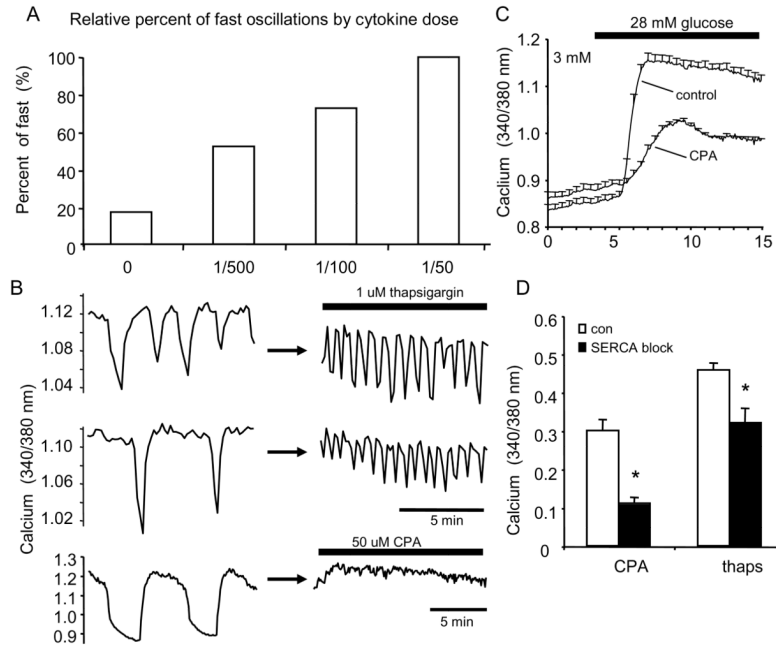 A
Relative percent of fast oscillations by cytokine dose
Percent of fast (%)
100
80
60
40
20
0
0 1/500 1/100 1/50
B
Calcium (340/380 nm)
1.12
1.08
1.04
1 uM thapsigargin
1.10
1.06
1.02
5 min
1.3
1.2
1.1
1.0
0.9
50 uM CPA
5 min
C
28 mM glucose
3 mM
Caclium (340/380 nm)
1.2
1.1
1.0
0.9
0.8
control
CPA
0 5 10 15
D
con
SERCA block
Calcium (340/380 nm)
0.6
0.5
0.4
0.3
0.2
0.1
0
*
*
CPA thaps